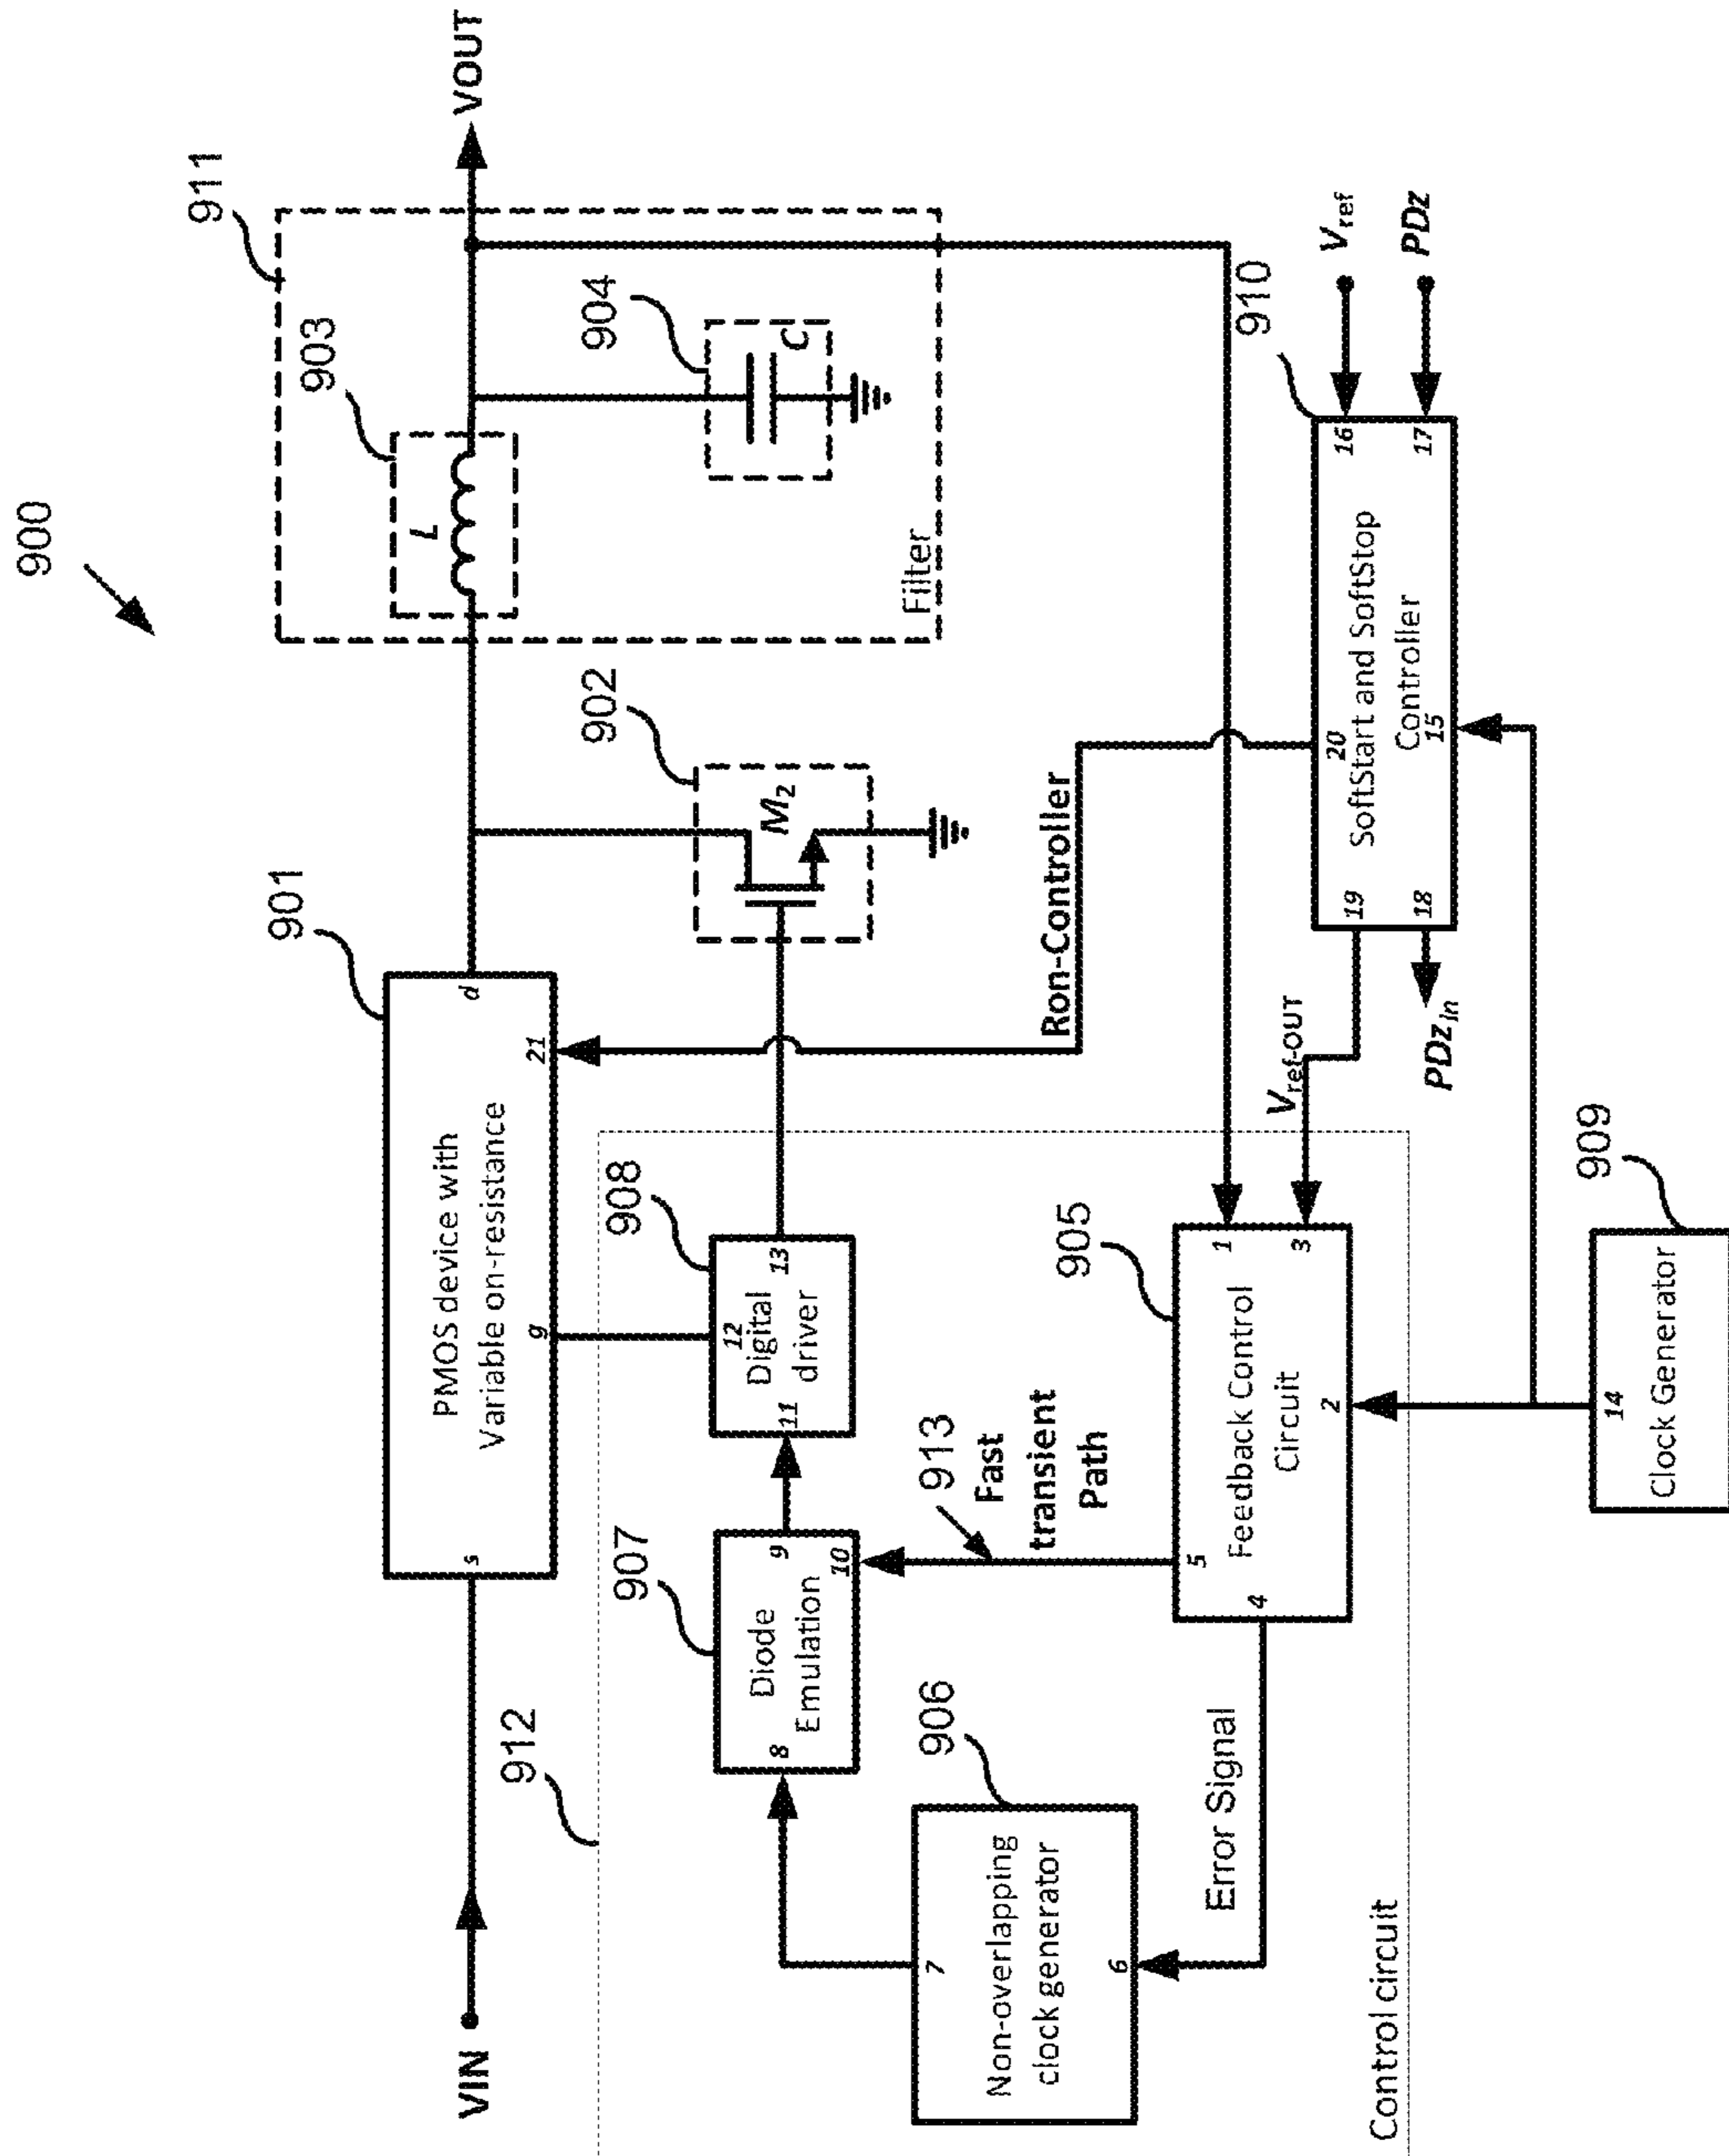 900
VIN
s
PMOS device with
Variable on-resistance
g
21
d
901
L
903
C
904
Filter
911
VOUT
M2
902
912
Non-overlapping
clock generator
6
7
906
Diode
Emulation
8
9
10
907
Digital
driver
11
12
13
908
913
Fast
transient
Path
Error Signal
Feedback Control
Circuit
1
2
3
4
5
905
Control circuit
Ron-Controller
Vref-OUT
PDzin
SoftStart and SoftStop
Controller
15
16
17
18
19
20
910
Vref
PDz
Clock Generator
14
909